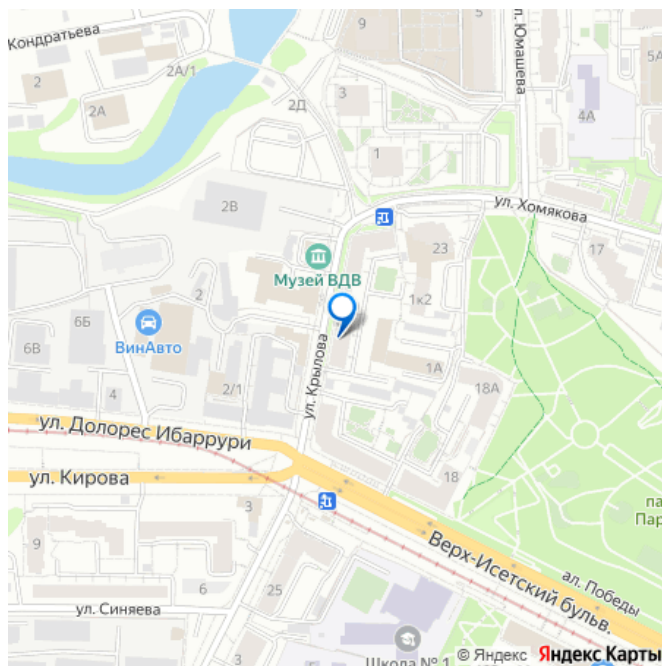 Кондратьева
2А/1
2
2А
9
2Д
3
1
ул. Юмашева
5А
4А
2В
ул. Хомякова
23
17
Музей ВДВ
1к2
2
6Б
6В
ВинАвто
4
2/1
ул. Крылова
1А
18А
ул. Долорес Ибаррури
18
ул. Кирова
3
9
па
Пар
Верх-Исетский бульв.
ал. Победы
6
25
ул. Синяева
Школа № 1
© Яндекс Яндекс Карты